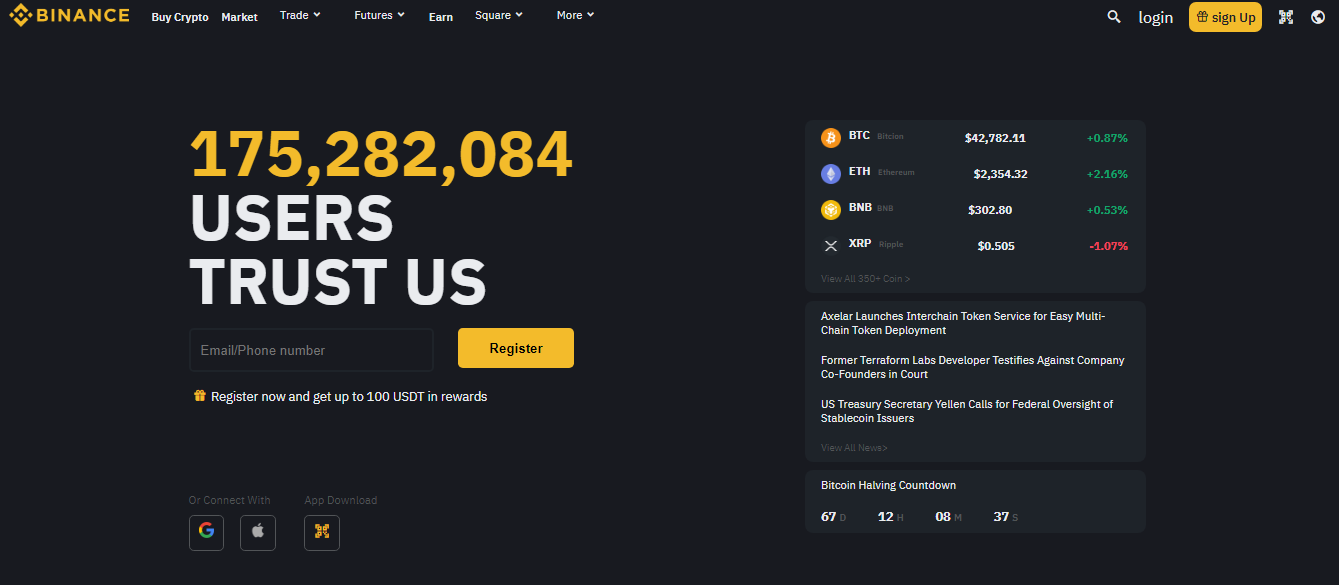 BINANCE
Buy Crypto
Market
Trade
Futures
Earn
Square
More
login
sign Up
175,282,084
USERS
TRUST US
Email/Phone number
Register
Register now and get up to 100 USDT in rewards
Or Connect With
App Download
BTC Bitcion $42,782.11 +0.87%
ETH Ethereum $2,354.32 +2.16%
BNB BNB $302.80 +0.53%
XRP Ripple $0.505 -1.07%
View All 350+ Coin >
Axelar Launches Interchain Token Service for Easy Multi-
Chain Token Deployment
Former Terraform Labs Developer Testifies Against Company
Co-Founders in Court
US Treasury Secretary Yellen Calls for Federal Oversight of
Stablecoin Issuers
View All News>
Bitcoin Halving Countdown
67 D 12 H 08 M 37 S